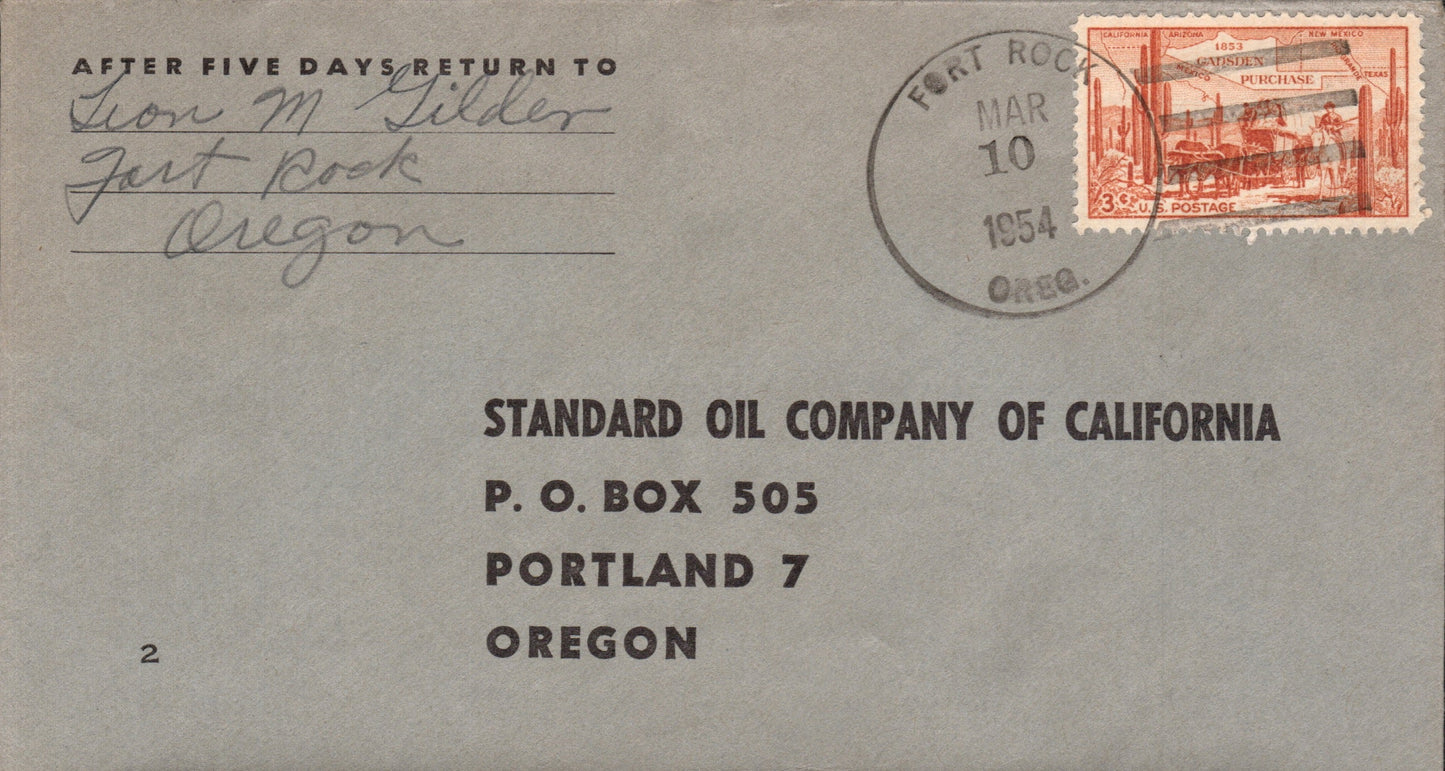 AFTER FIVE DAYS RETURN TO
Leon M Gilder
Fort Rock
Oregon
FORT ROCK
MAR
10
1954
OREG.
CALIFORNIA ARIZONA NEW MEXICO
1853
GADSDEN
PURCHASE
MEXICO
TEXAS
3¢ U.S. POSTAGE
STANDARD OIL COMPANY OF CALIFORNIA
P. O. BOX 505
PORTLAND 7
OREGON
2